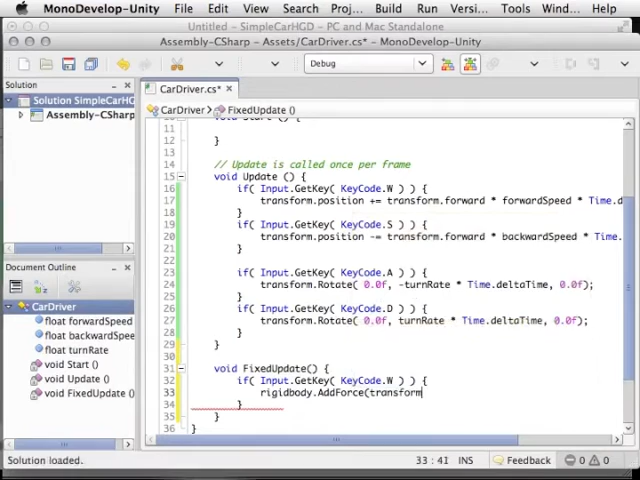 MonoDevelop-Unity File Edit View Search Proj... Build Run Versi... Tools Wind... Help
Untitled - SimpleCarHGD - PC and Mac Standalone
Assembly-CSharp - Assets/CarDriver.cs* - MonoDevelop-Unity
Debug
Solution
CarDriver.cs*
Solution SimpleCarHGD
CarDriver FixedUpdate ()
Assembly-CSharp
11
12 }
13
14 // Update is called once per frame
15 void Update () {
16 if( Input.GetKey( KeyCode.W ) ) {
17 transform.position += transform.forward * forwardSpeed * Time.d
18 }
19 if( Input.GetKey( KeyCode.S ) ) {
20 transform.position -= transform.forward * backwardSpeed * Time.
21 }
22
23 if( Input.GetKey( KeyCode.A ) ) {
24 transform.Rotate( 0.0f, -turnRate * Time.deltaTime, 0.0f);
25 }
26 if( Input.GetKey( KeyCode.D ) ) {
27 transform.Rotate( 0.0f, turnRate * Time.deltaTime, 0.0f);
28 }
29 }
30
31 void FixedUpdate() {
32 if( Input.GetKey( KeyCode.W ) ) {
33 rigidbody.AddForce(transform
34 }
35 }
36 }
Document Outline
CarDriver
float forwardSpeed
float backwardSpeed
float turnRate
void Start ()
void Update ()
void FixedUpdate ()
Solution loaded. 33 : 41 INS Feedback 0 0